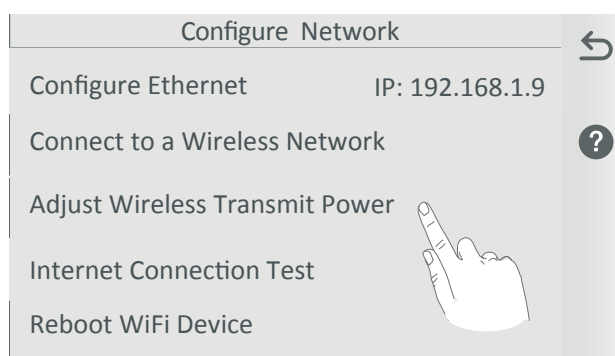 Configure Network
Configure Ethernet IP: 192.168.1.9
Connect to a Wireless Network
Adjust Wireless Transmit Power
Internet Connection Test
Reboot WiFi Device
?